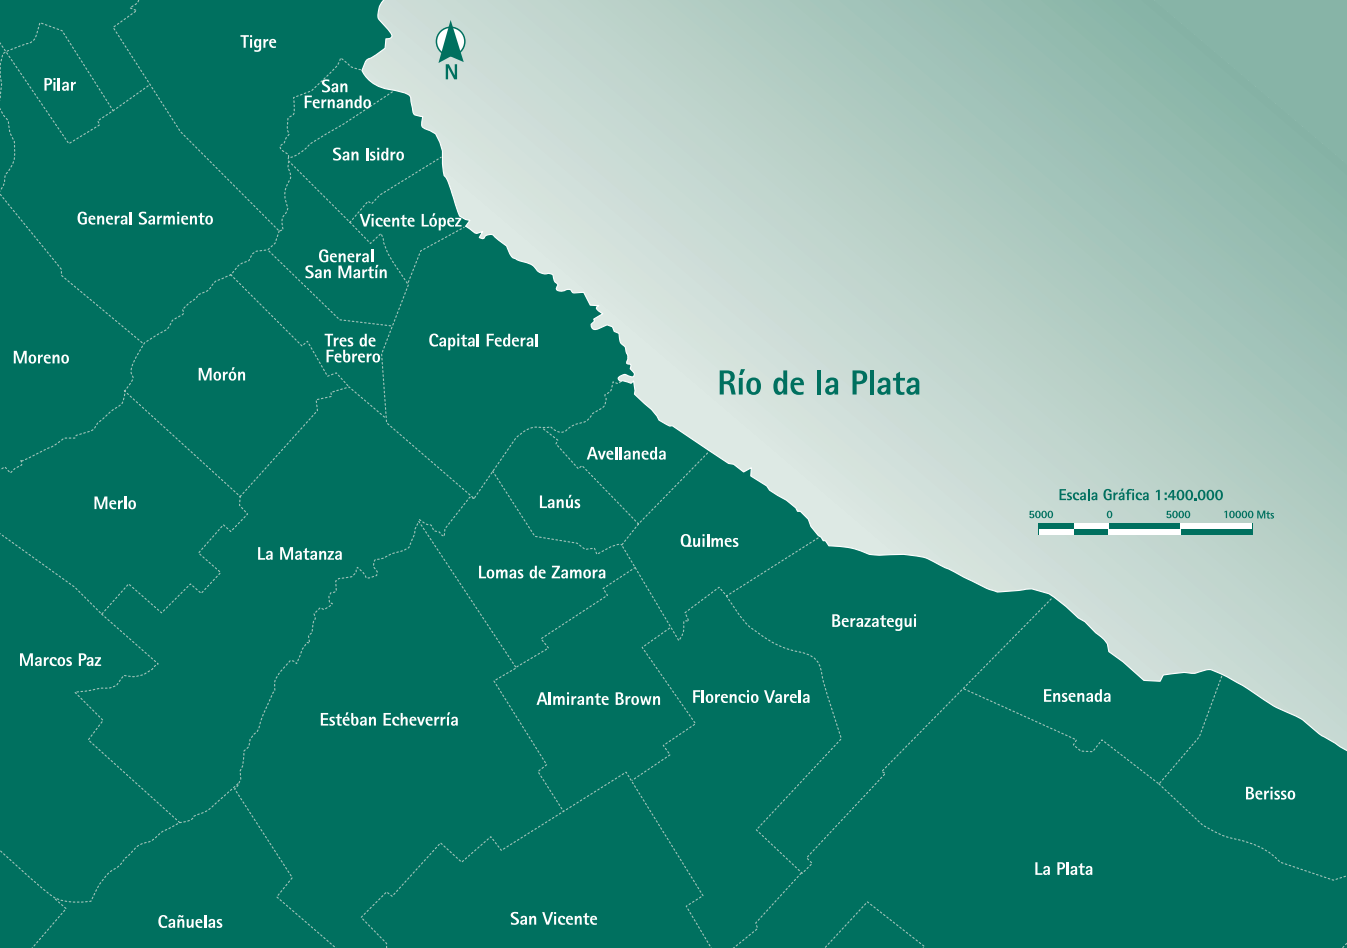 Tigre
N
Pilar
San
Fernando
San Isidro
General Sarmiento
Vicente López
General
San Martín
Capital Federal
Tres de
Febrero
Moreno
Morón
Río de la Plata
Avellaneda
Merlo
Lanús
Escala Gráfica 1:400.000
5000 0 5000 10000 Mts
Quilmes
La Matanza
Lomas de Zamora
Berazategui
Marcos Paz
Almirante Brown
Florencio Varela
Ensenada
Estéban Echeverría
Berisso
La Plata
Cañuelas
San Vicente